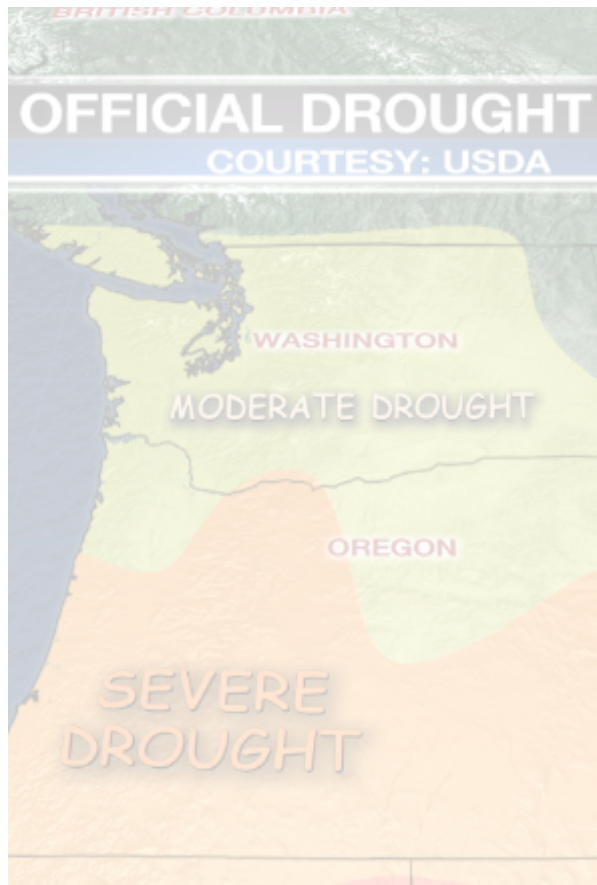 BRITISH COLUMBIA
OFFICIAL DROUGHT
COURTESY: USDA
WASHINGTON
MODERATE DROUGHT
OREGON
SEVERE
DROUGHT